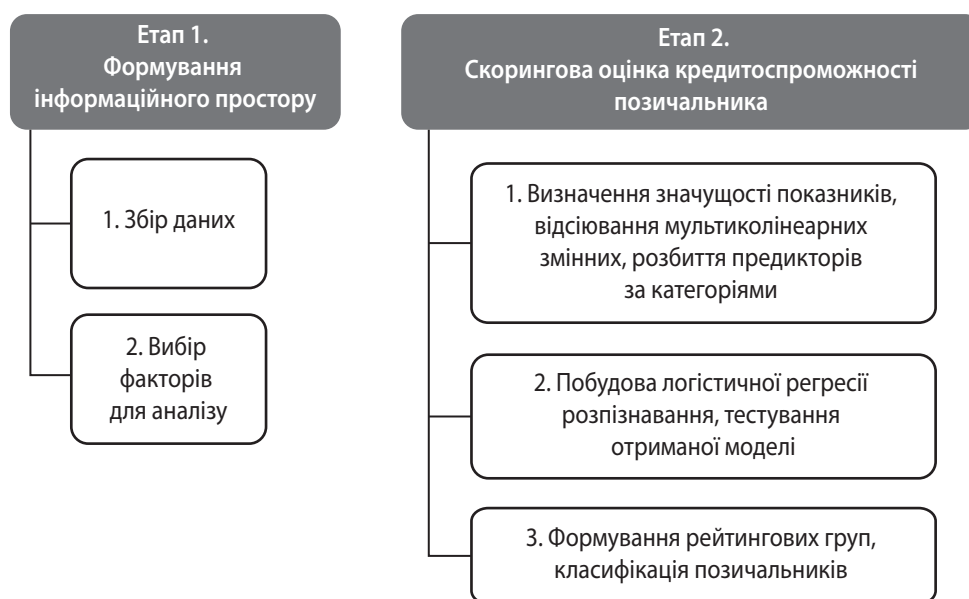 Етап 1.
Формування
інформаційного простору
1. Збір даних
2. Вибір
факторів
для аналізу
Етап 2.
Скорингова оцінка кредитоспроможності
позичальника
1. Визначення значущості показників,
відсіювання мультиколінеарних
змінних, розбиття предикторів
за категоріями
2. Побудова логістичної регресії
розпізнавання, тестування
отриманої моделі
3. Формування рейтингових груп,
класифікація позичальників